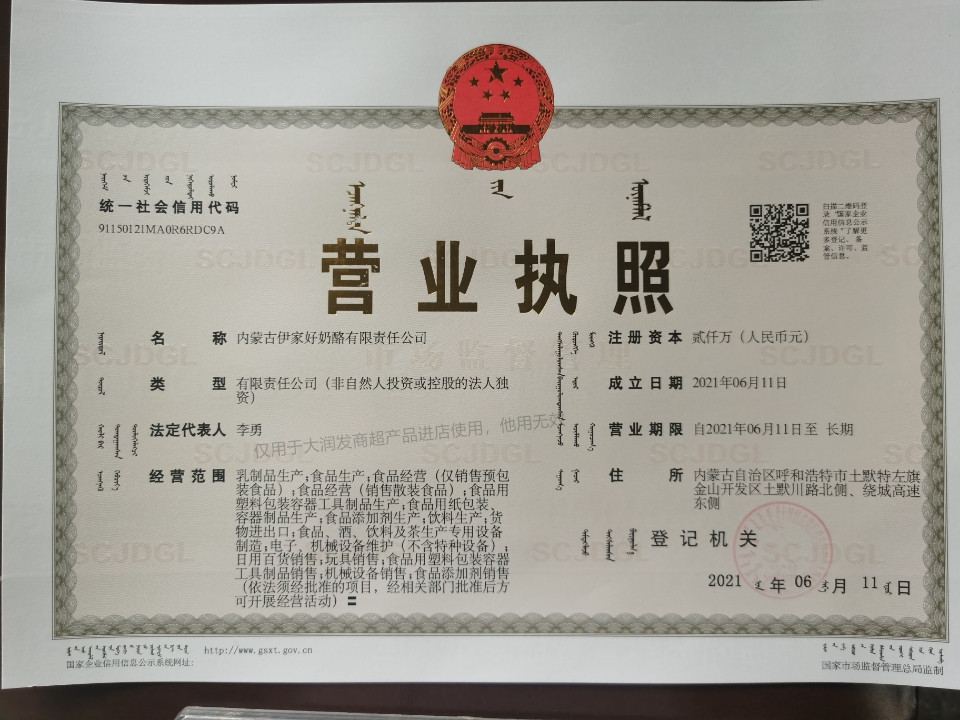 统一社会信用代码
91150121MA0R6RDC9A
营业执照
扫描二维码登
录“国家企业
信用信息公示
系统”了解更
多登记、备
案、许可、监
管信息。
名称 内蒙古伊家好奶酪有限责任公司
类型 有限责任公司（非自然人投资或控股的法人独
资）
法定代表人 李勇
经营范围 乳制品生产;食品生产;食品经营（仅销售预包
装食品）;食品经营（销售散装食品）;食品用
塑料包装容器工具制品生产;食品用纸包装、
容器制品生产;食品添加剂生产;饮料生产;货
物进出口;食品、酒、饮料及茶生产专用设备
制造;电子、机械设备维护（不含特种设备）;
日用百货销售;玩具销售;食品用塑料包装容器
工具制品销售;机械设备销售;食品添加剂销售
（依法须经批准的项目，经相关部门批准后方
可开展经营活动）
注册资本 贰仟万（人民币元）
成立日期 2021年06月11日
营业期限 自2021年06月11日至 长期
住所 内蒙古自治区呼和浩特市土默特左旗
金山开发区土默川路北侧、绕城高速
东侧
仅用于大润发商超产品进店使用，他用无效
登记机关
2021 年 06 月 11 日
国家企业信用信息公示系统网址:
http://www.gsxt.gov.cn
国家市场监督管理总局监制
SCJDGL
市场监督管理